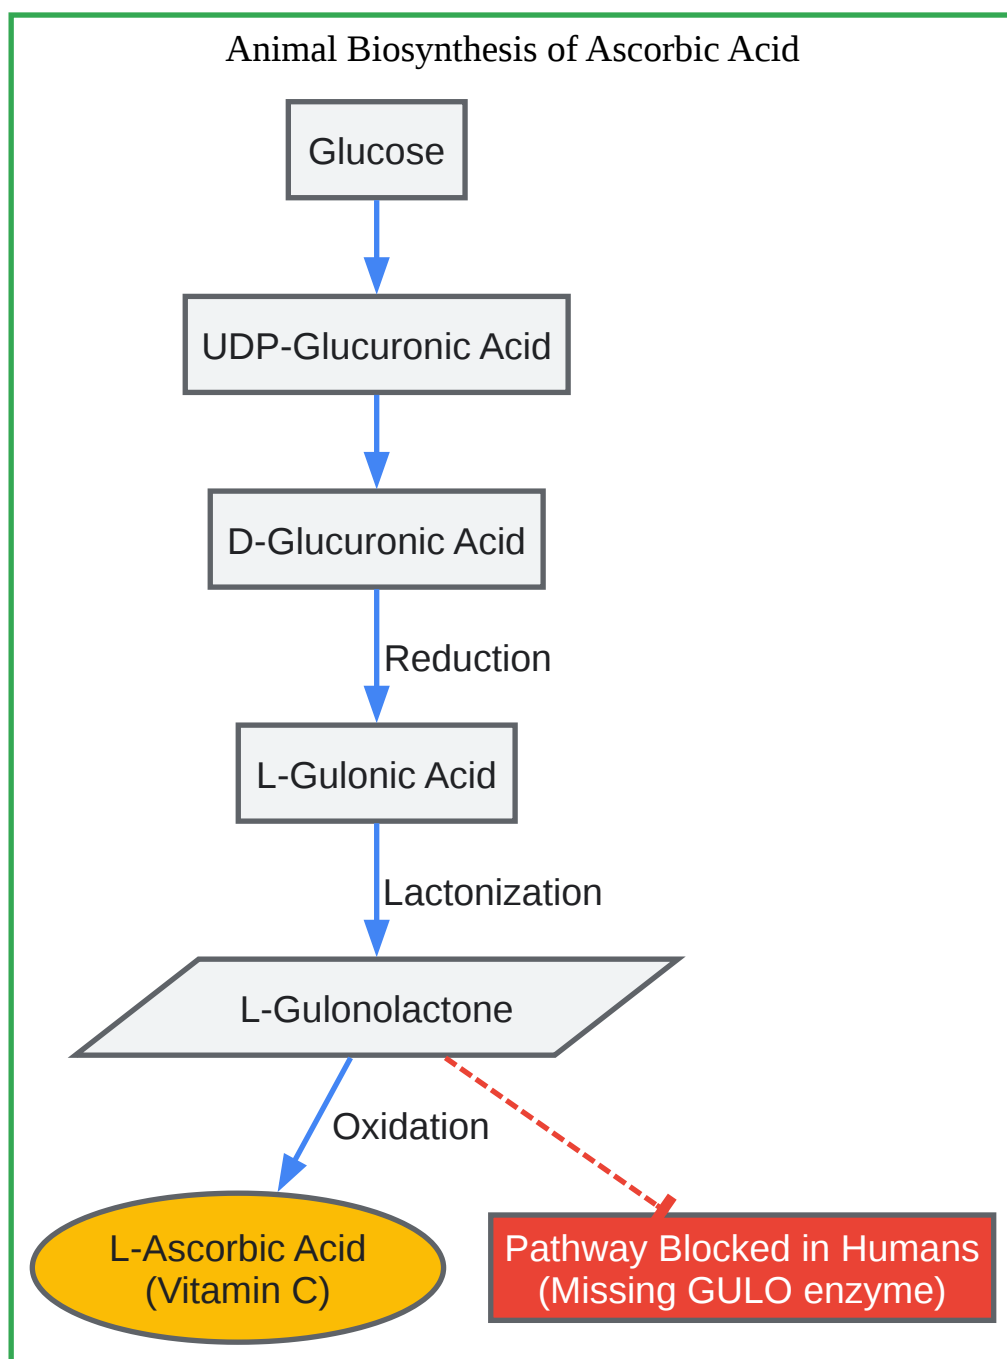 Animal Biosynthesis of Ascorbic Acid
Glucose
UDP-Glucuronic Acid
D-Glucuronic Acid
Reduction
L-Gulonic Acid
Lactonization
L-Gulonolactone
Oxidation
L-Ascorbic Acid
(Vitamin C)
Pathway Blocked in Humans
(Missing GULO enzyme)